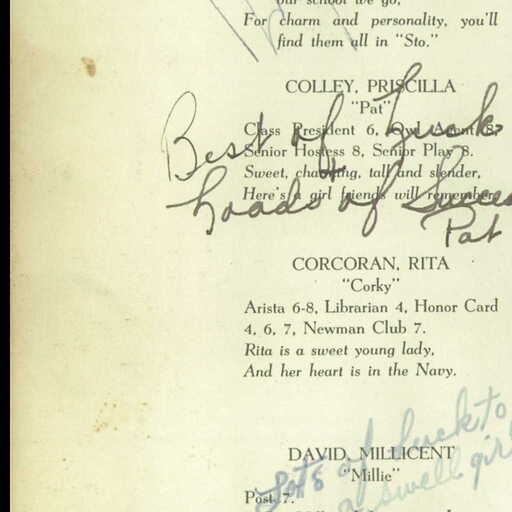 our school we go,
For charm and personality, you'll
find them all in "Sto."
COLLEY, PRISCILLA
"Pat"
Class President 6, Owl Agent 8,
Senior Hostess 8, Senior Play 8.
Sweet, charming, tall and slender,
Here's a girl friends will remember.
Best of Luck
+
Loads of Success
Pat
CORCORAN, RITA
"Corky"
Arista 6-8, Librarian 4, Honor Card
4, 6, 7, Newman Club 7.
Rita is a sweet young lady,
And her heart is in the Navy.
DAVID, MILLICENT
"Millie"
Post 7.
Lots of luck to
a swell girl